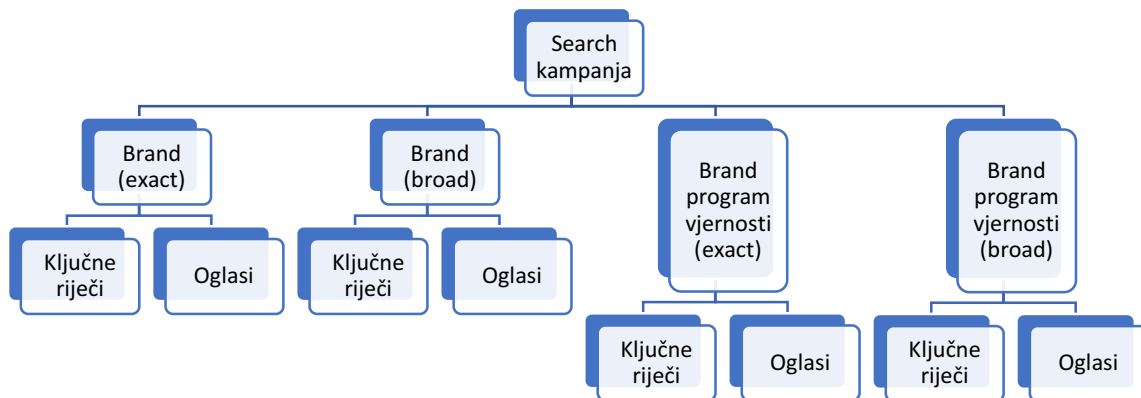 Search
kampanja
Brand
(exact)
Brand
(broad)
Brand
program
vjernosti
(exact)
Brand
program
vjernosti
(broad)
Ključne
riječi
Oglasi
Ključne
riječi
Oglasi
Ključne
riječi
Oglasi
Ključne
riječi
Oglasi